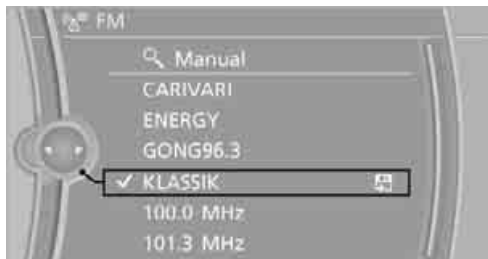 FM
Manual
CARIVARI
ENERGY
GONG96.3
KLASSIK
100.0 MHz
101.3 MHz